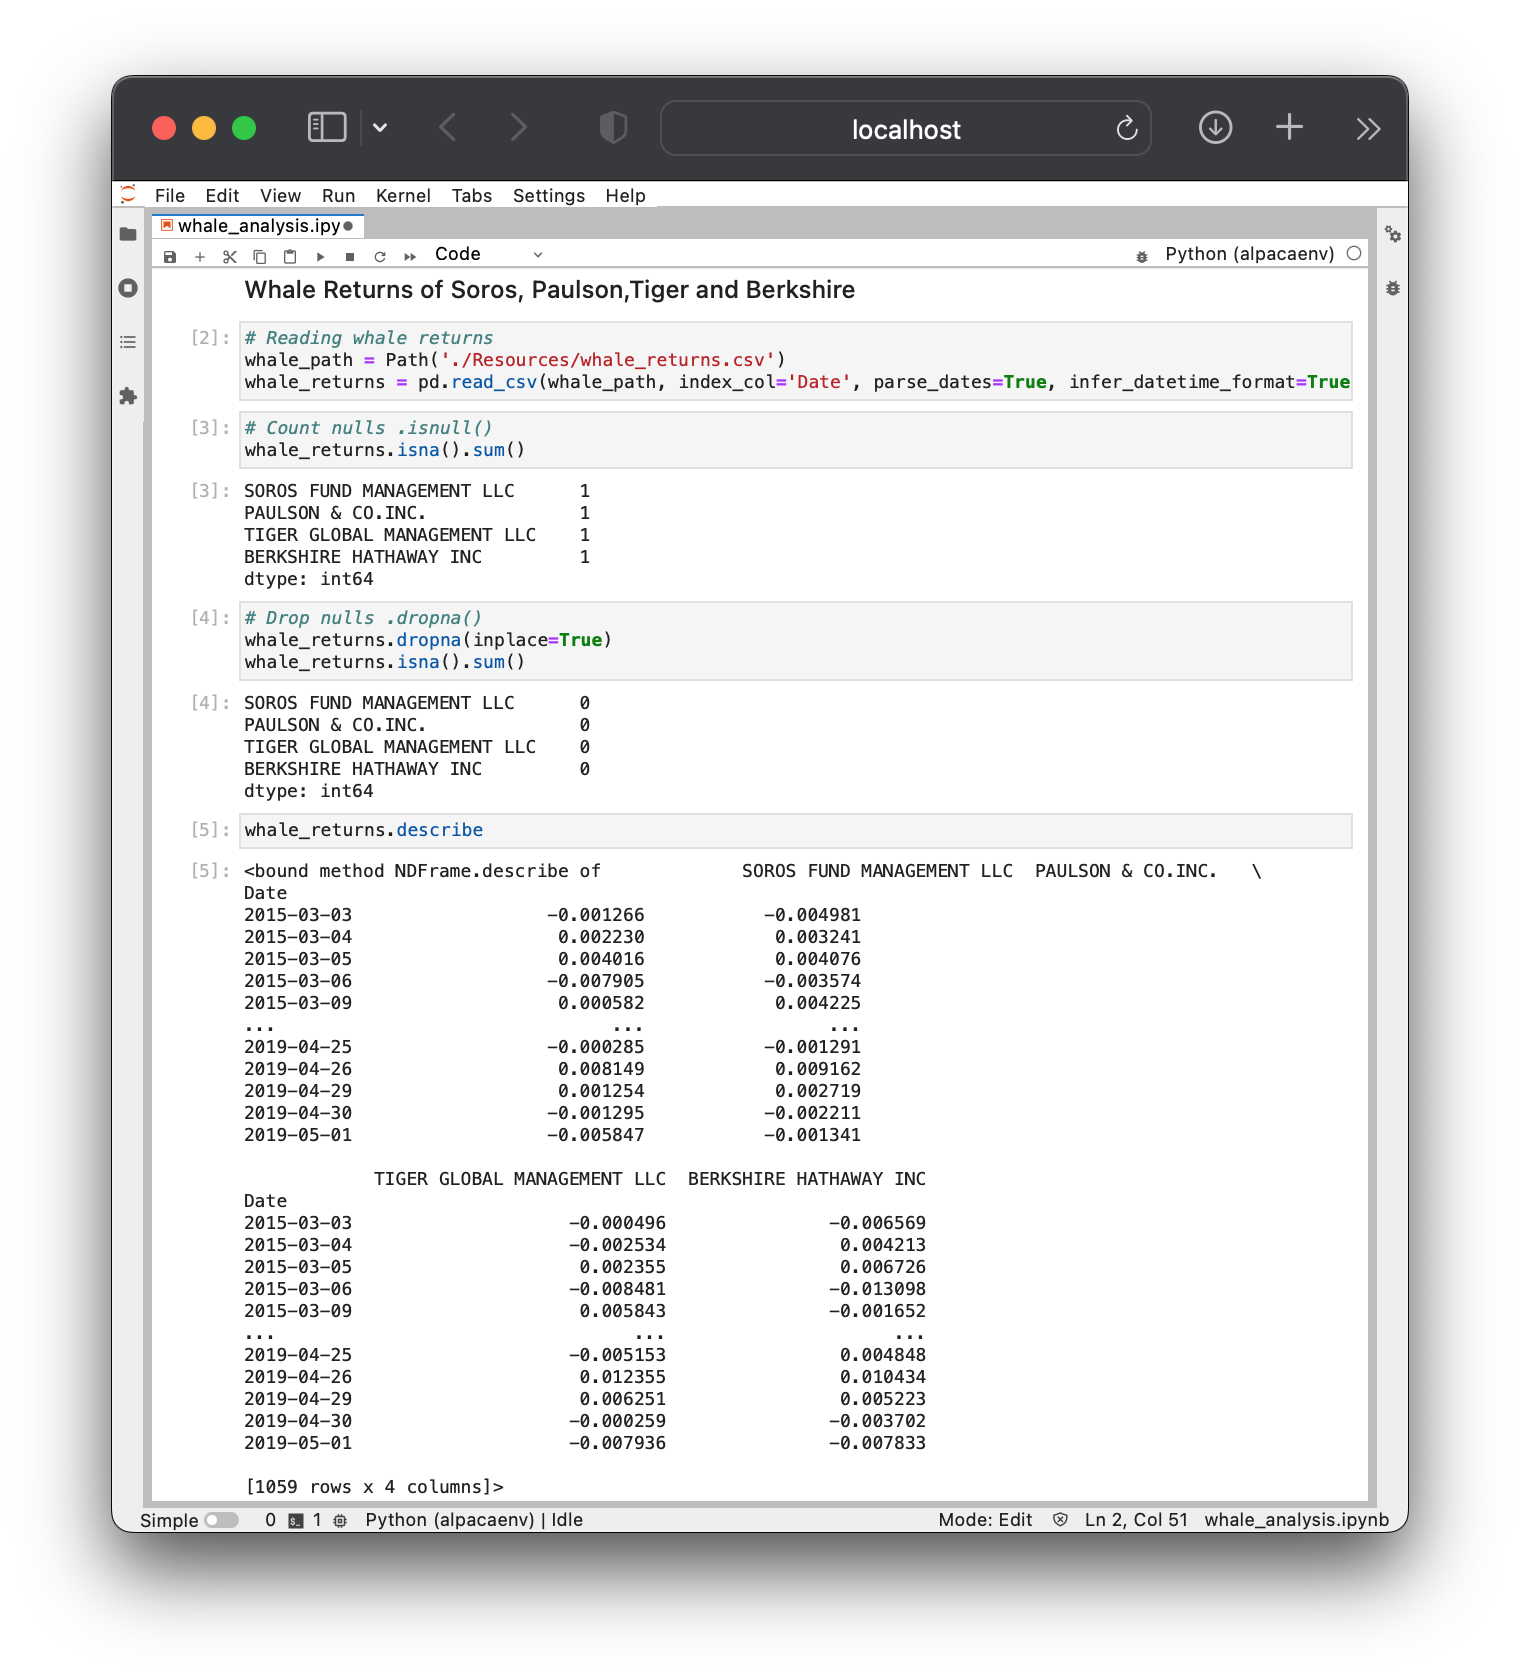 localhost
File Edit View Run Kernel Tabs Settings Help
whale_analysis.ipy
Code Python (alpacaenv)
Whale Returns of Soros, Paulson,Tiger and Berkshire
[2]: # Reading whale returns
whale_path = Path('./Resources/whale_returns.csv')
whale_returns = pd.read_csv(whale_path, index_col='Date', parse_dates=True, infer_datetime_format=True
[3]: # Count nulls .isnull()
whale_returns.isna().sum()
[3]: SOROS FUND MANAGEMENT LLC 1
PAULSON & CO.INC. 1
TIGER GLOBAL MANAGEMENT LLC 1
BERKSHIRE HATHAWAY INC 1
dtype: int64
[4]: # Drop nulls .dropna()
whale_returns.dropna(inplace=True)
whale_returns.isna().sum()
[4]: SOROS FUND MANAGEMENT LLC 0
PAULSON & CO.INC. 0
TIGER GLOBAL MANAGEMENT LLC 0
BERKSHIRE HATHAWAY INC 0
dtype: int64
[5]: whale_returns.describe
[5]: <bound method NDFrame.describe of SOROS FUND MANAGEMENT LLC PAULSON & CO.INC. \
Date
2015-03-03 -0.001266 -0.004981
2015-03-04 0.002230 0.003241
2015-03-05 0.004016 0.004076
2015-03-06 -0.007905 -0.003574
2015-03-09 0.000582 0.004225
... ... ...
2019-04-25 -0.000285 -0.001291
2019-04-26 0.008149 0.009162
2019-04-29 0.001254 0.002719
2019-04-30 -0.001295 -0.002211
2019-05-01 -0.005847 -0.001341
TIGER GLOBAL MANAGEMENT LLC BERKSHIRE HATHAWAY INC
Date
2015-03-03 -0.000496 -0.006569
2015-03-04 -0.002534 0.004213
2015-03-05 0.002355 0.006726
2015-03-06 -0.008481 -0.013098
2015-03-09 0.005843 -0.001652
... ... ...
2019-04-25 -0.005153 0.004848
2019-04-26 0.012355 0.010434
2019-04-29 0.006251 0.005223
2019-04-30 -0.000259 -0.003702
2019-05-01 -0.007936 -0.007833
[1059 rows x 4 columns]>
Simple 0 1 Python (alpacaenv) | Idle Mode: Edit Ln 2, Col 51 whale_analysis.ipynb